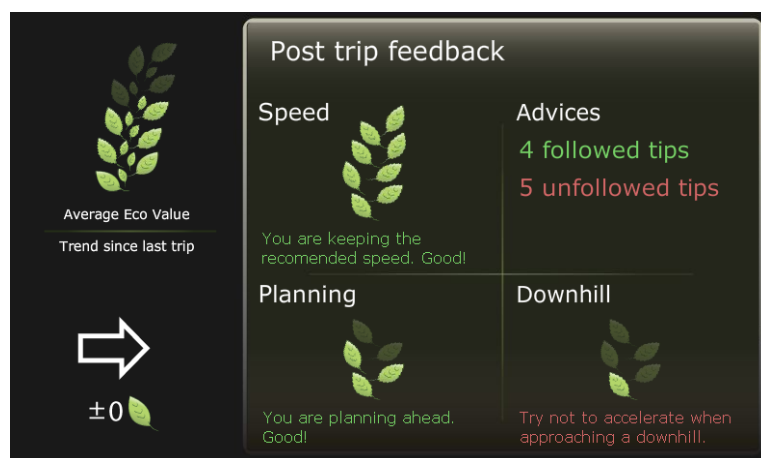 Post trip feedback
Average Eco Value
Trend since last trip
±0
Speed
You are keeping the
recomended speed. Good!
Advices
4 followed tips
5 unfollowed tips
Planning
You are planning ahead.
Good!
Downhill
Try not to accelerate when
approaching a downhill.